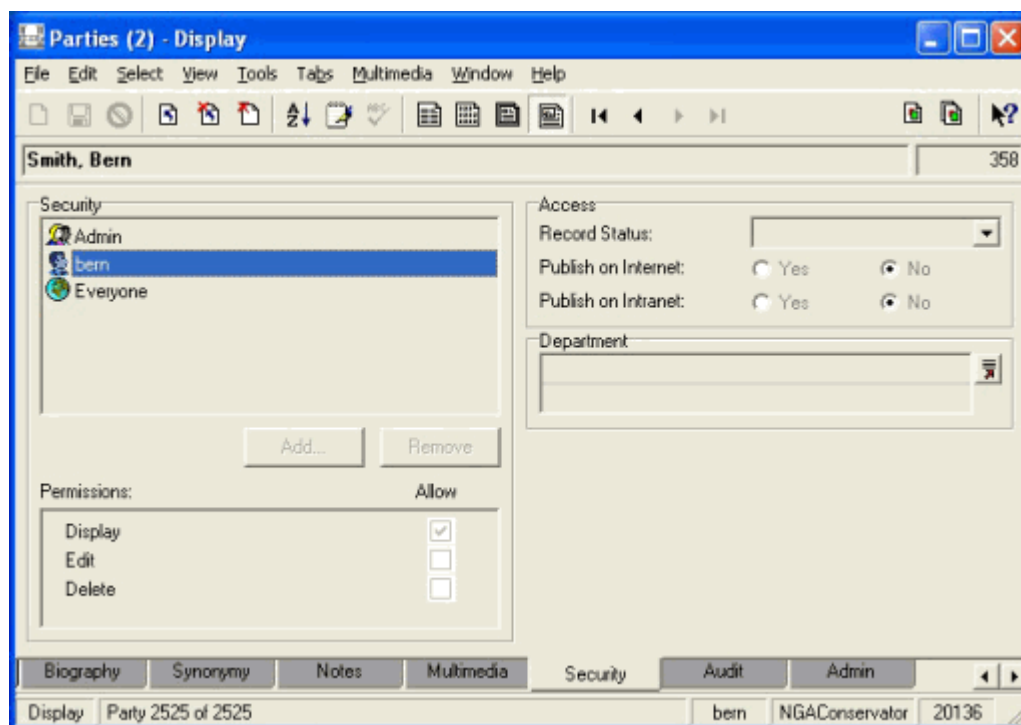 Parties (2) - Display
File Edit Select View Tools Tabs Multimedia Window Help
Smith, Bern 358
Security
Admin
bern
Everyone
Add... Remove
Permissions: Allow
Display
Edit
Delete
Access
Record Status:
Publish on Internet: Yes No
Publish on Intranet: Yes No
Department
Biography Synonymy Notes Multimedia Security Audit Admin
Display Party 2525 of 2525 bern NGAConservator 20136